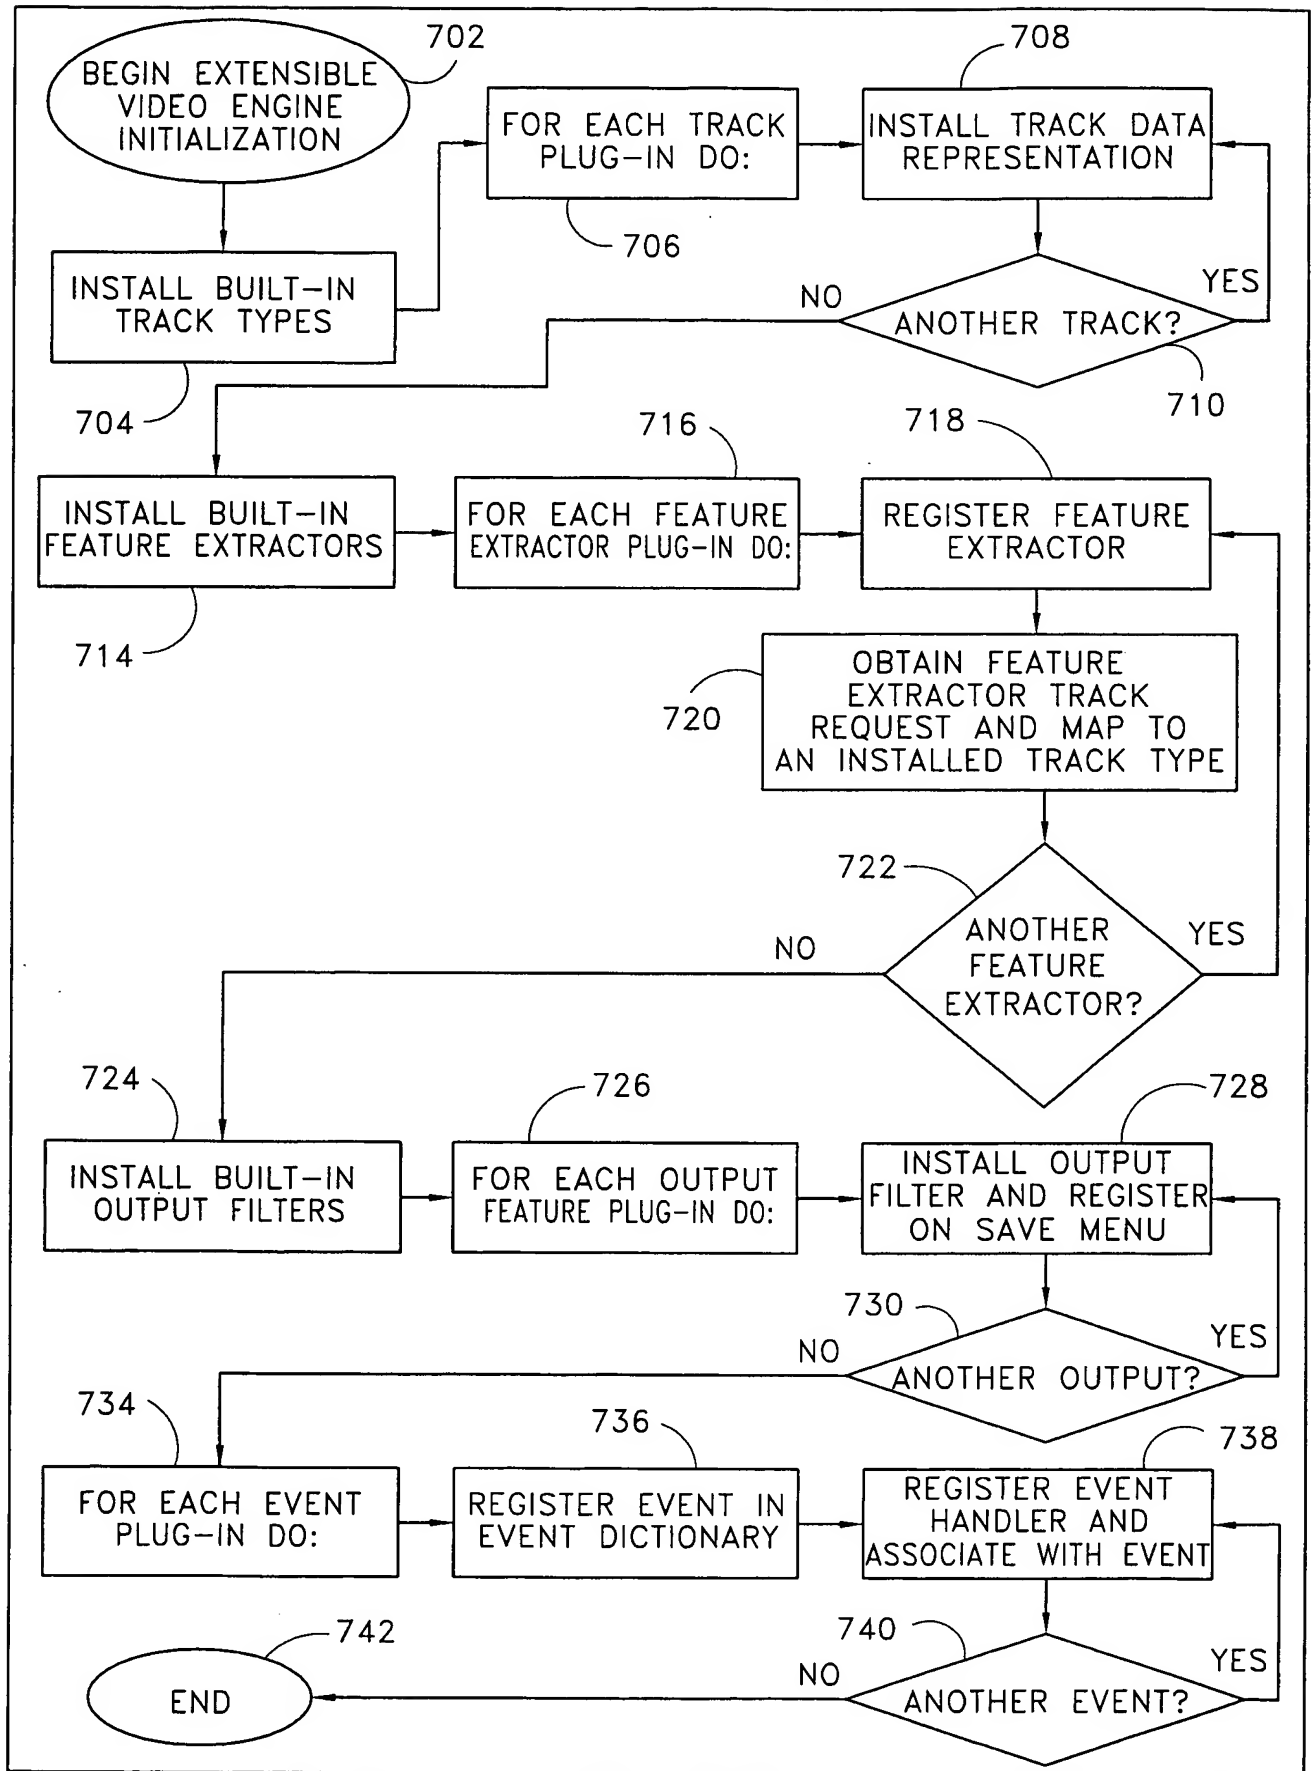 702
BEGIN EXTENSIBLE
VIDEO ENGINE
INITIALIZATION
708
FOR EACH TRACK
PLUG-IN DO:
INSTALL TRACK DATA
REPRESENTATION
706
INSTALL BUILT-IN
TRACK TYPES
704
NO
YES
ANOTHER TRACK?
710
716
718
INSTALL BUILT-IN
FEATURE EXTRACTORS
714
FOR EACH FEATURE
EXTRACTOR PLUG-IN DO:
REGISTER FEATURE
EXTRACTOR
720
OBTAIN FEATURE
EXTRACTOR TRACK
REQUEST AND MAP TO
AN INSTALLED TRACK TYPE
722
NO
YES
ANOTHER
FEATURE
EXTRACTOR?
724
726
728
INSTALL BUILT-IN
OUTPUT FILTERS
FOR EACH OUTPUT
FEATURE PLUG-IN DO:
INSTALL OUTPUT
FILTER AND REGISTER
ON SAVE MENU
730
NO
YES
ANOTHER OUTPUT?
734
736
738
FOR EACH EVENT
PLUG-IN DO:
REGISTER EVENT IN
EVENT DICTIONARY
REGISTER EVENT
HANDLER AND
ASSOCIATE WITH EVENT
740
NO
YES
ANOTHER EVENT?
742
END